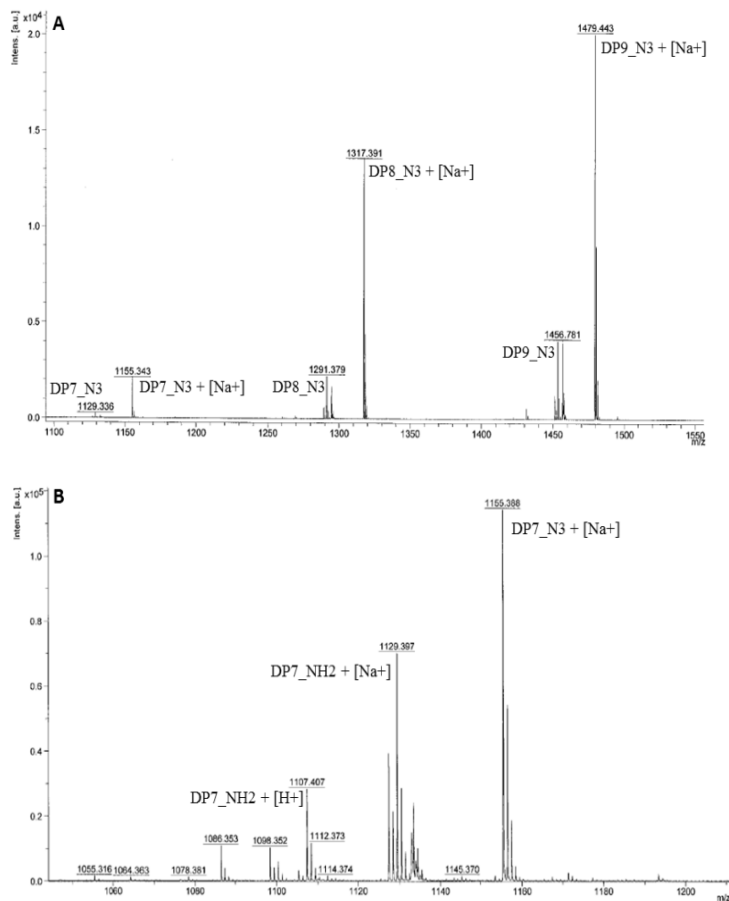 A
Intens. [a.u.]
x10⁴
1479.443
DP9_N3 + [Na+]
2.0
1.5
1317.391
DP8_N3 + [Na+]
1.0
0.5
1456.781
DP9_N3
1291.379
DP8_N3
1155.343
DP7_N3 + [Na+]
DP7_N3
1129.336
0.0
1100 1150 1200 1250 1300 1350 1400 1450 1500 1550
m/z
B
Intens. [a.u.]
x10⁵
1155.388
DP7_N3 + [Na+]
1.0
0.8
1129.397
DP7_NH2 + [Na+]
0.6
0.4
1107.407
DP7_NH2 + [H+]
0.2
1086.353
1098.352
1112.373
1055.316
1064.363
1078.381
1114.374
1145.370
0.0
1060 1080 1100 1120 1140 1160 1180 1200
m/z